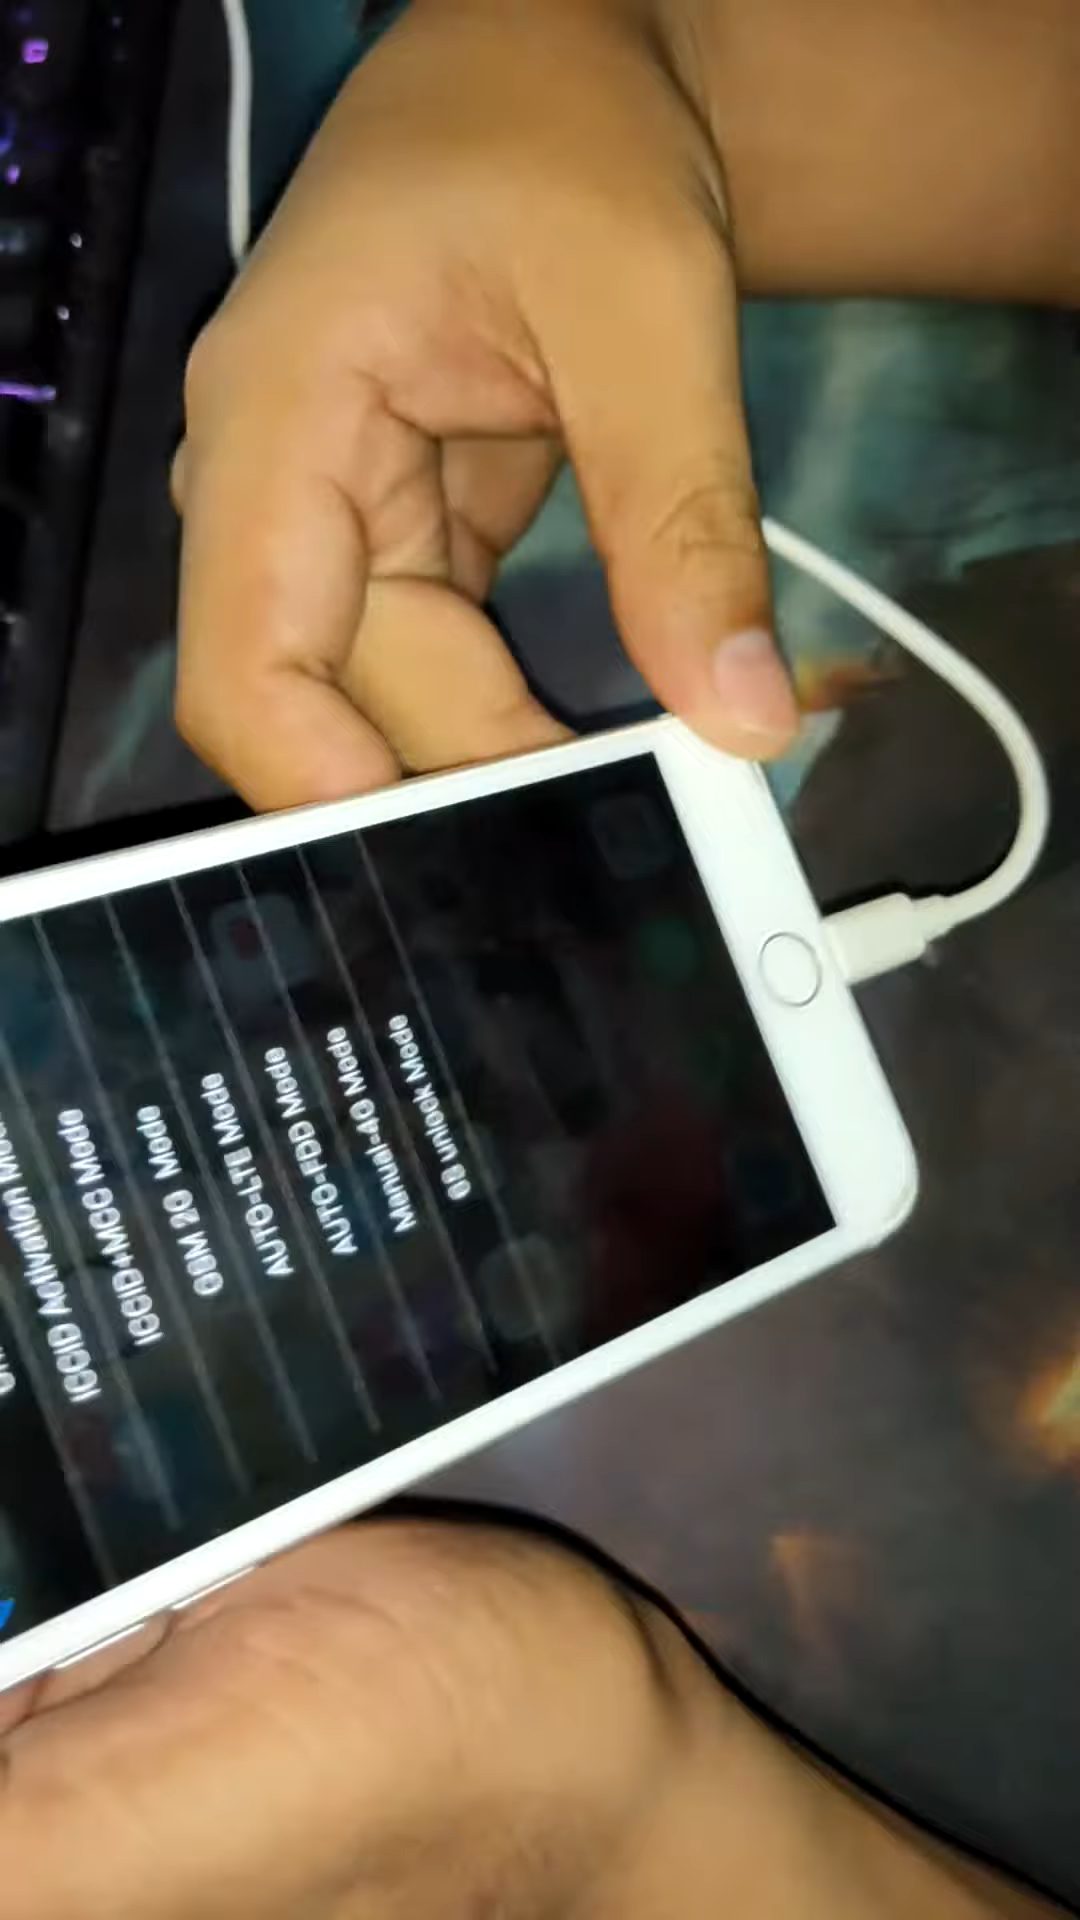 ICCID Activation Mode
ICCID+MCC Mode
GSM 2G Mode
AUTO-LTE Mode
AUTO-FDD Mode
Manual-4G Mode
unlock Mode